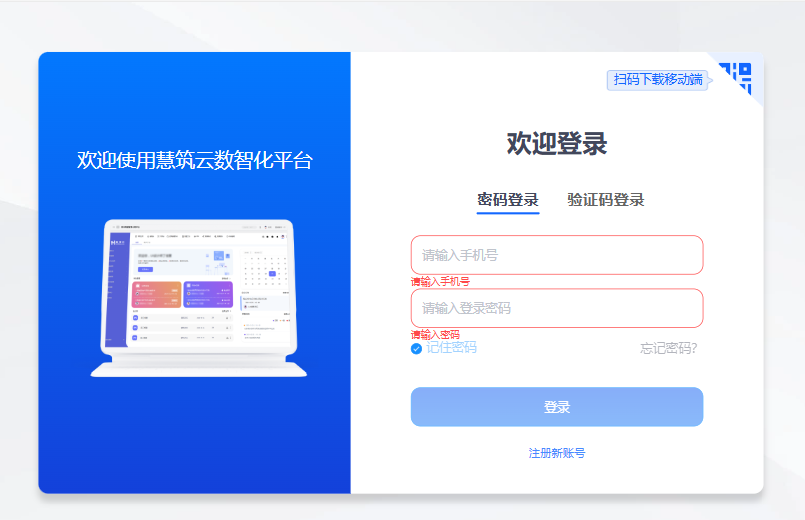 扫码下载移动端
欢迎使用慧筑云数智化平台
欢迎登录
密码登录 验证码登录
请输入手机号
请输入手机号
请输入登录密码
请输入密码
记住密码 忘记密码?
登录
注册新账号